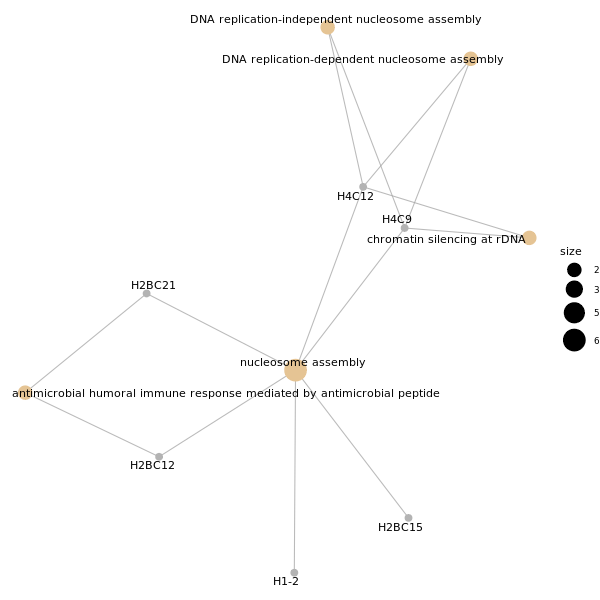 DNA replication-independent nucleosome assembly
DNA replication-dependent nucleosome assembly
H4C12
H4C9
chromatin silencing at rDNA
size
2
3
5
6
H2BC21
nucleosome assembly
antimicrobial humoral immune response mediated by antimicrobial peptide
H2BC12
H2BC15
H1-2